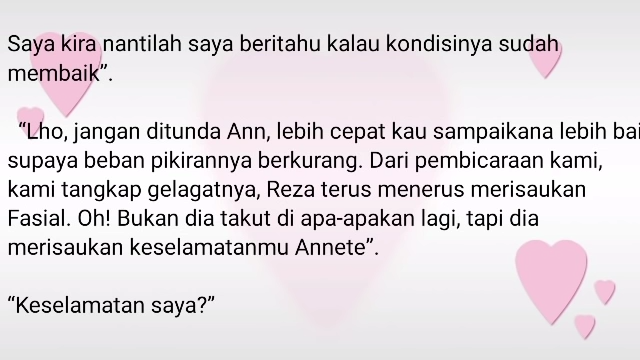 Saya kira nantilah saya beritahu kalau kondisinya sudah
membaik”.
“Lho, jangan ditunda Ann, lebih cepat kau sampaikana lebih bai
supaya beban pikirannya berkurang. Dari pembicaraan kami,
kami tangkap gelagatnya, Reza terus menerus merisaukan
Fasial. Oh! Bukan dia takut di apa-apakan lagi, tapi dia
merisaukan keselamatanmu Annete”.
“Keselamatan saya?”